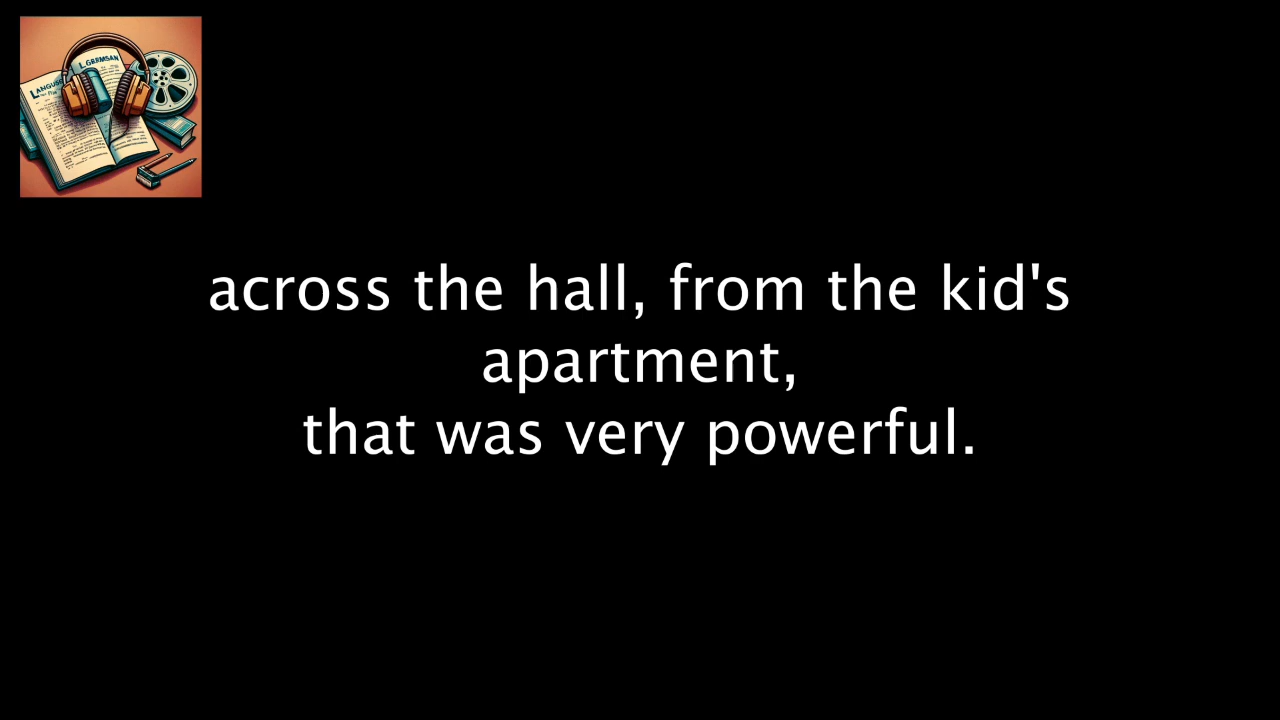 across the hall, from the kid's
apartment,
that was very powerful.